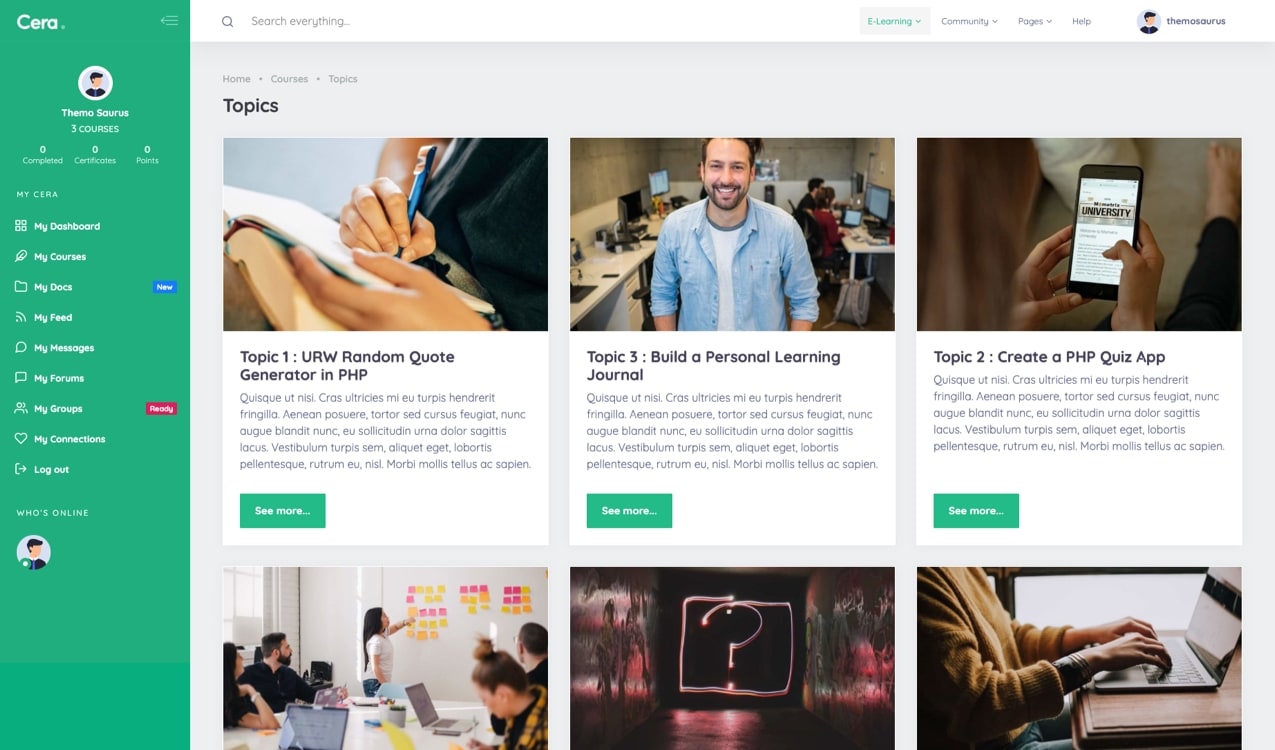 Cera.
Search everything...
E-Learning
Community
Pages
Help
themosaurus
Themo Saurus
3 COURSES
0
0
0
Completed
Certificates
Points
MY CERA
My Dashboard
My Courses
My Docs
New
My Feed
My Messages
My Forums
My Groups
Ready
My Connections
Log out
WHO'S ONLINE
Home • Courses • Topics
Topics
Mometrix
UNIVERSITY
Welcome to Mometrix
University
Topic 1 : URW Random Quote
Generator in PHP
Quisque ut nisi. Cras ultricies mi eu turpis hendrerit
fringilla. Aenean posuere, tortor sed cursus feugiat, nunc
augue blandit nunc, eu sollicitudin urna dolor sagittis
lacus. Vestibulum turpis sem, aliquet eget, lobortis
pellentesque, rutrum eu, nisl. Morbi mollis tellus ac sapien.
See more...
Topic 3 : Build a Personal Learning
Journal
Quisque ut nisi. Cras ultricies mi eu turpis hendrerit
fringilla. Aenean posuere, tortor sed cursus feugiat, nunc
augue blandit nunc, eu sollicitudin urna dolor sagittis
lacus. Vestibulum turpis sem, aliquet eget, lobortis
pellentesque, rutrum eu, nisl. Morbi mollis tellus ac sapien.
See more...
Topic 2 : Create a PHP Quiz App
Quisque ut nisi. Cras ultricies mi eu turpis hendrerit
fringilla. Aenean posuere, tortor sed cursus feugiat, nunc
augue blandit nunc, eu sollicitudin urna dolor sagittis
lacus. Vestibulum turpis sem, aliquet eget, lobortis
pellentesque, rutrum eu, nisl. Morbi mollis tellus ac sapien.
See more...
?